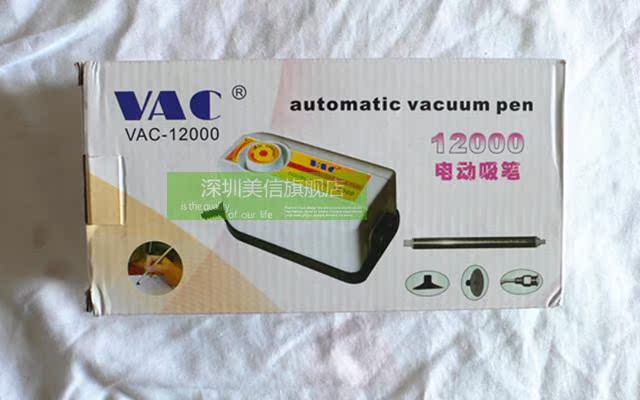 VAC ®
VAC-12000
automatic vacuum pen
12000
电动吸笔
VAC
深圳美信旗舰店
is the quality
of our life